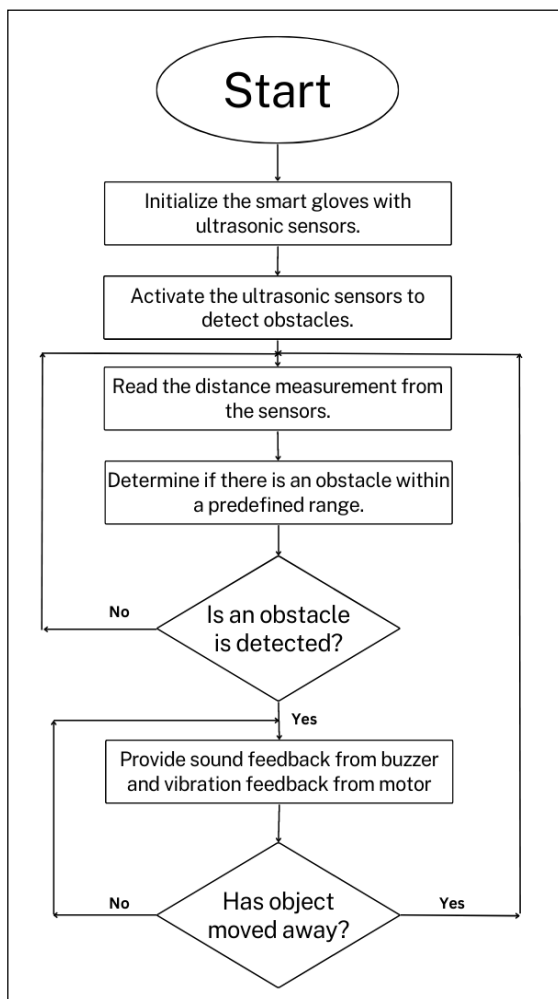 Start
Initialize the smart gloves with
ultrasonic sensors.
Activate the ultrasonic sensors to
detect obstacles.
Read the distance measurement from
the sensors.
Determine if there is an obstacle within
a predefined range.
No
Is an obstacle
is detected?
Yes
Provide sound feedback from buzzer
and vibration feedback from motor
No
Has object
moved away?
Yes